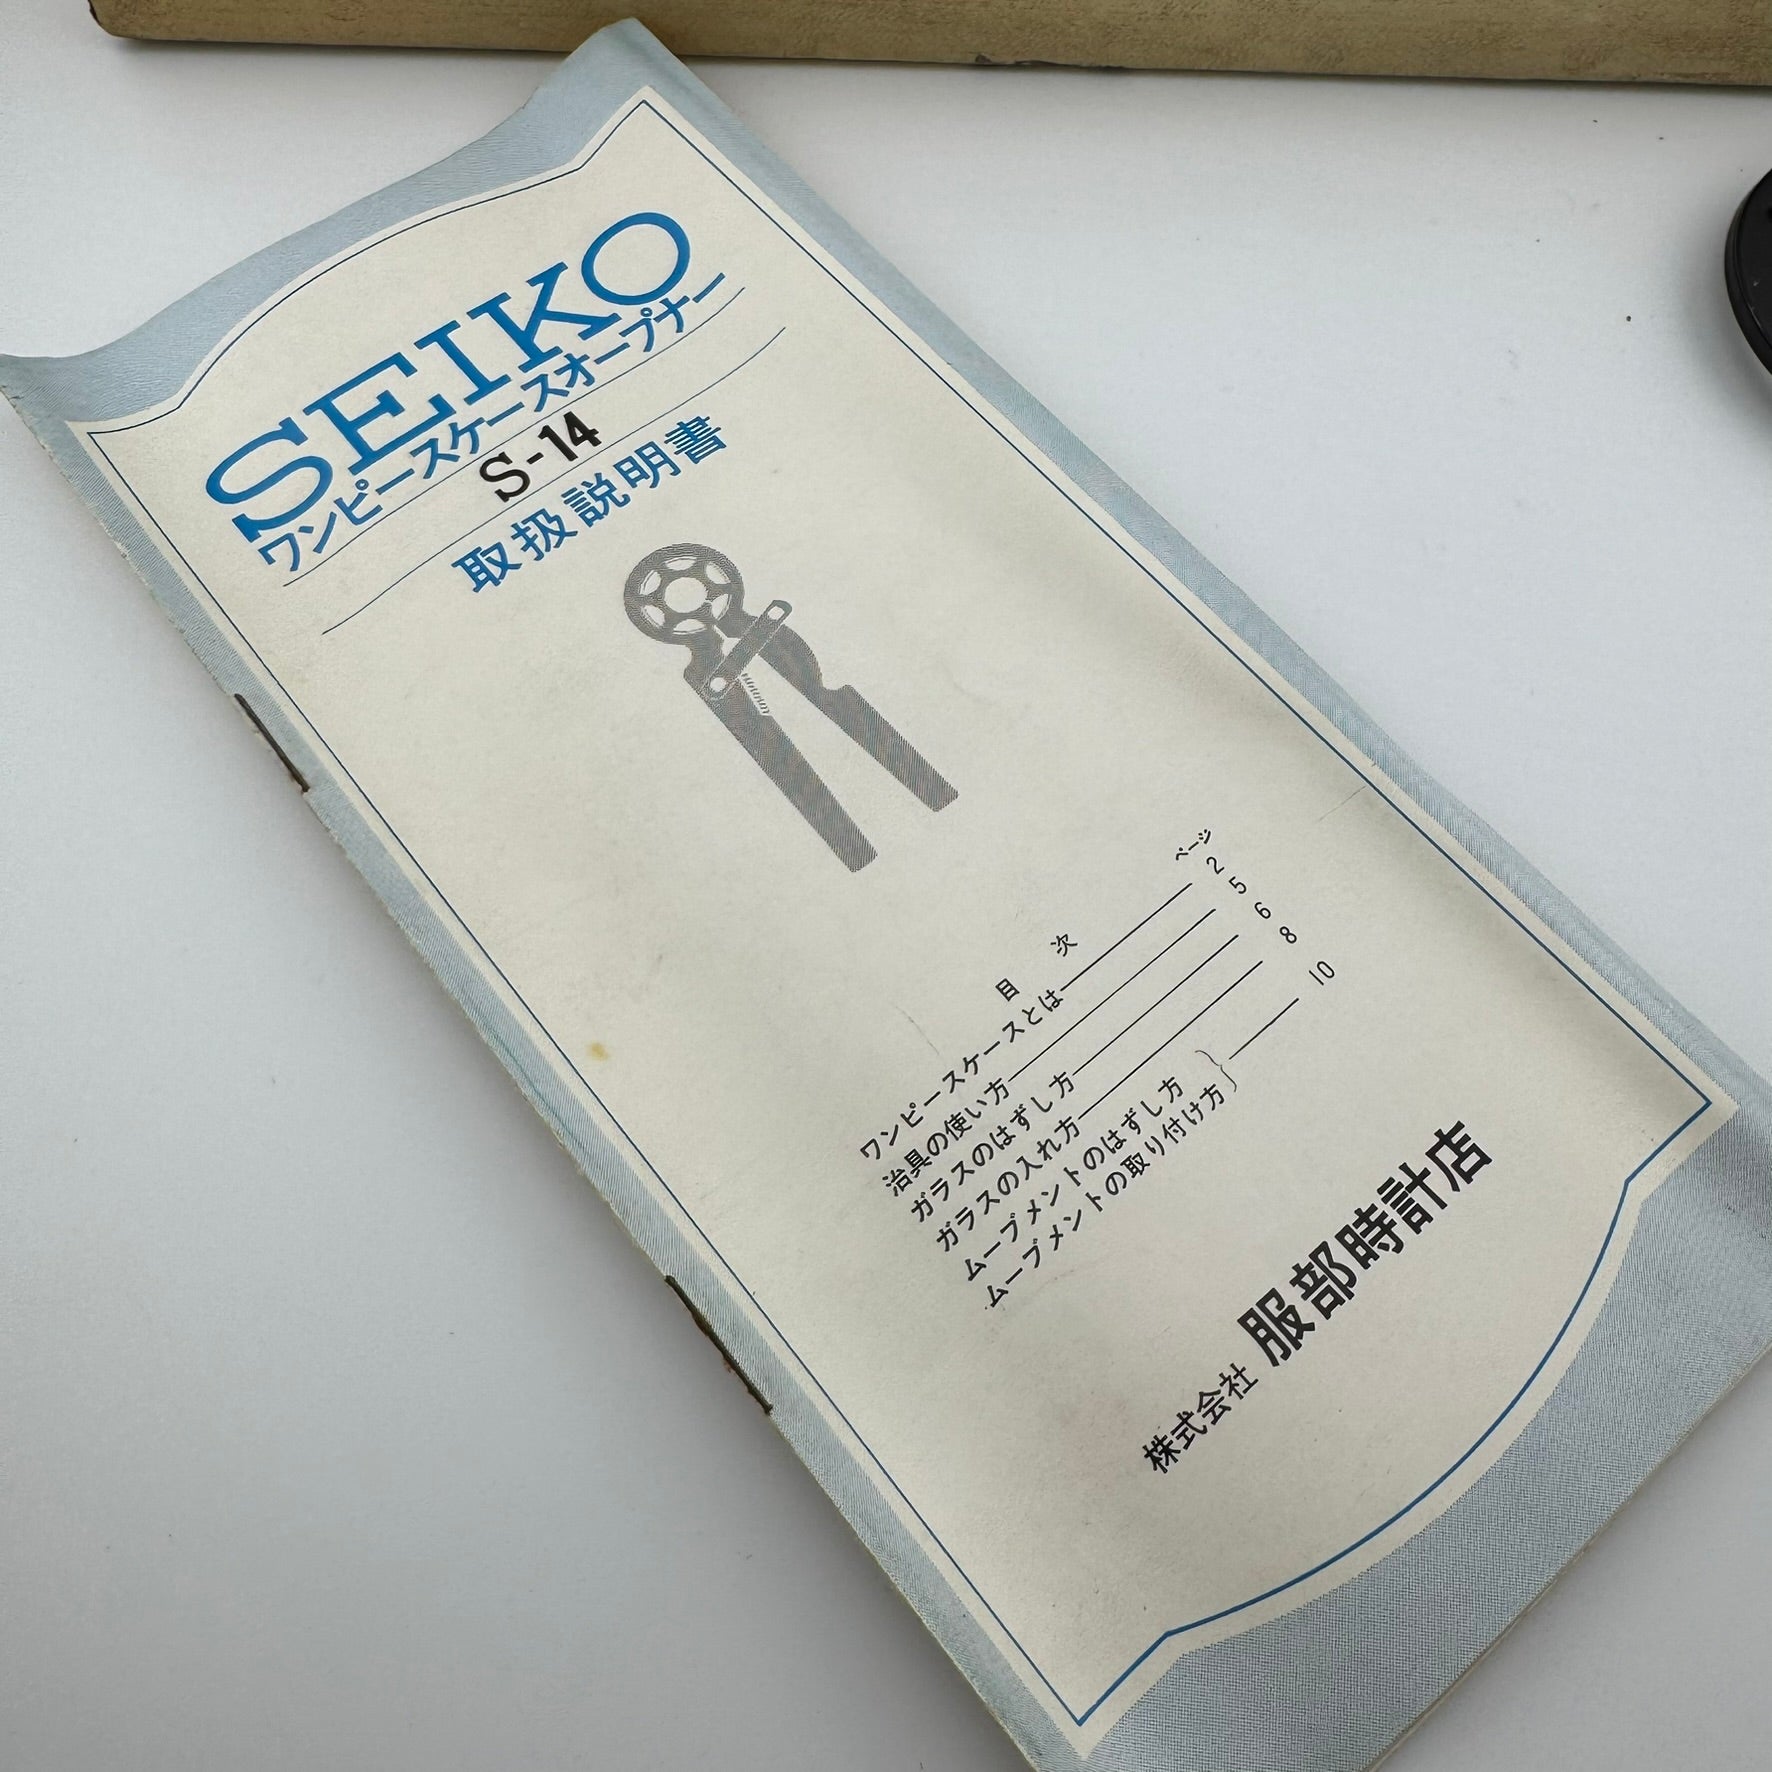 SEIKO
ワンピースケースオープナー
S-14
取扱説明書
目 次
ページ
ワンピースケースとは 2
治具の使い方 5
ガラスのはずし方 6
ガラスの入れ方 8
ムーブメントのはずし方
ムーブメントの取り付け方 10
株式会社 服部時計店